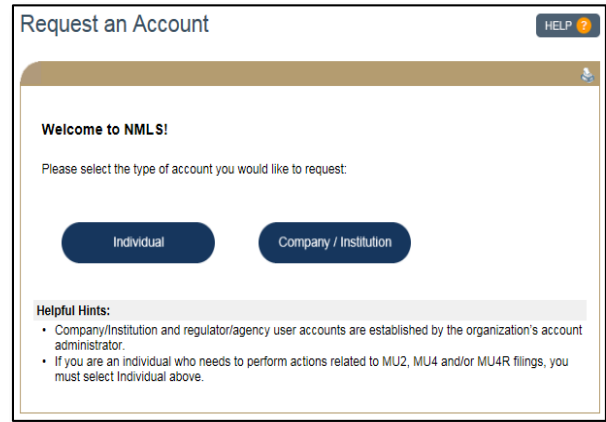 Request an Account
HELP ?
Welcome to NMLS!
Please select the type of account you would like to request:
Individual
Company / Institution
Helpful Hints:
• Company/Institution and regulator/agency user accounts are established by the organization's account
administrator.
• If you are an individual who needs to perform actions related to MU2, MU4 and/or MU4R filings, you
must select Individual above.